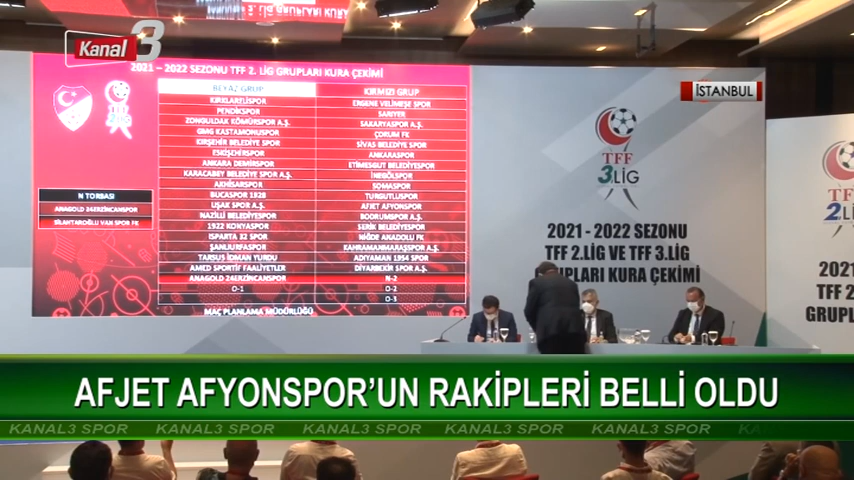 Kanal 3
2021 – 2022 SEZONU TFF 2. LİG GRUPLARI KURA ÇEKİMİ
BEYAZ GRUP KIRMIZI GRUP
KIRKLARELİSPOR ERGENE VELİMEŞE SPOR
PENDİKSPOR SARIYER
ZONGULDAK KÖMÜRSPOR A.Ş. SAKARYASPOR A.Ş.
GMG KASTAMONUSPOR ÇORUM FK
KIRŞEHİR BELEDİYE SPOR SİVAS BELEDİYE SPOR
ESKİŞEHİRSPOR ANKARASPOR
ANKARA DEMİRSPOR ETİMESGUT BELEDİYESPOR
KARACABEY BELEDİYE SPOR A.Ş. İNEGÖLSPOR
AKHİSARSPOR SOMASPOR
BUCASPOR 1928 TURGUTLUSPOR
UŞAK SPOR A.Ş. AFJET AFYONSPOR
NAZİLLİ BELEDİYESPOR BODRUMSPOR A.Ş.
1922 KONYASPOR SERİK BELEDİYESPOR
ISPARTA 32 SPOR NİĞDE ANADOLU FK
ŞANLIURFASPOR KAHRAMANMARAŞSPOR A.Ş.
TARSUS İDMAN YURDU ADIYAMAN 1954 SPOR
AMED SPORTİF FAALİYETLER DİYARBEKİR SPOR A.Ş.
ANAGOLD 24ERZİNCANSPOR N-2
O-1 O-2
O-3
MAÇ PLANLAMA MÜDÜRLÜĞÜ
N TORBASI
ANAGOLD 24ERZİNCANSPOR
SİLAHTAROĞLU VAN SPOR FK
2.LİG
İSTANBUL
TFF
3.LİG
2021 - 2022 SEZONU
TFF 2.LİG VE TFF 3.LİG
GRUPLARI KURA ÇEKİMİ
TFF
2.LİG
2021
TFF 2
GRUPL
AFJET AFYONSPOR'UN RAKİPLERİ BELLİ OLDU
KANAL3 SPOR KANAL3 SPOR KANAL3 SPOR KANAL3 SPOR KANAL3 SPOR KANAL3 SPOR